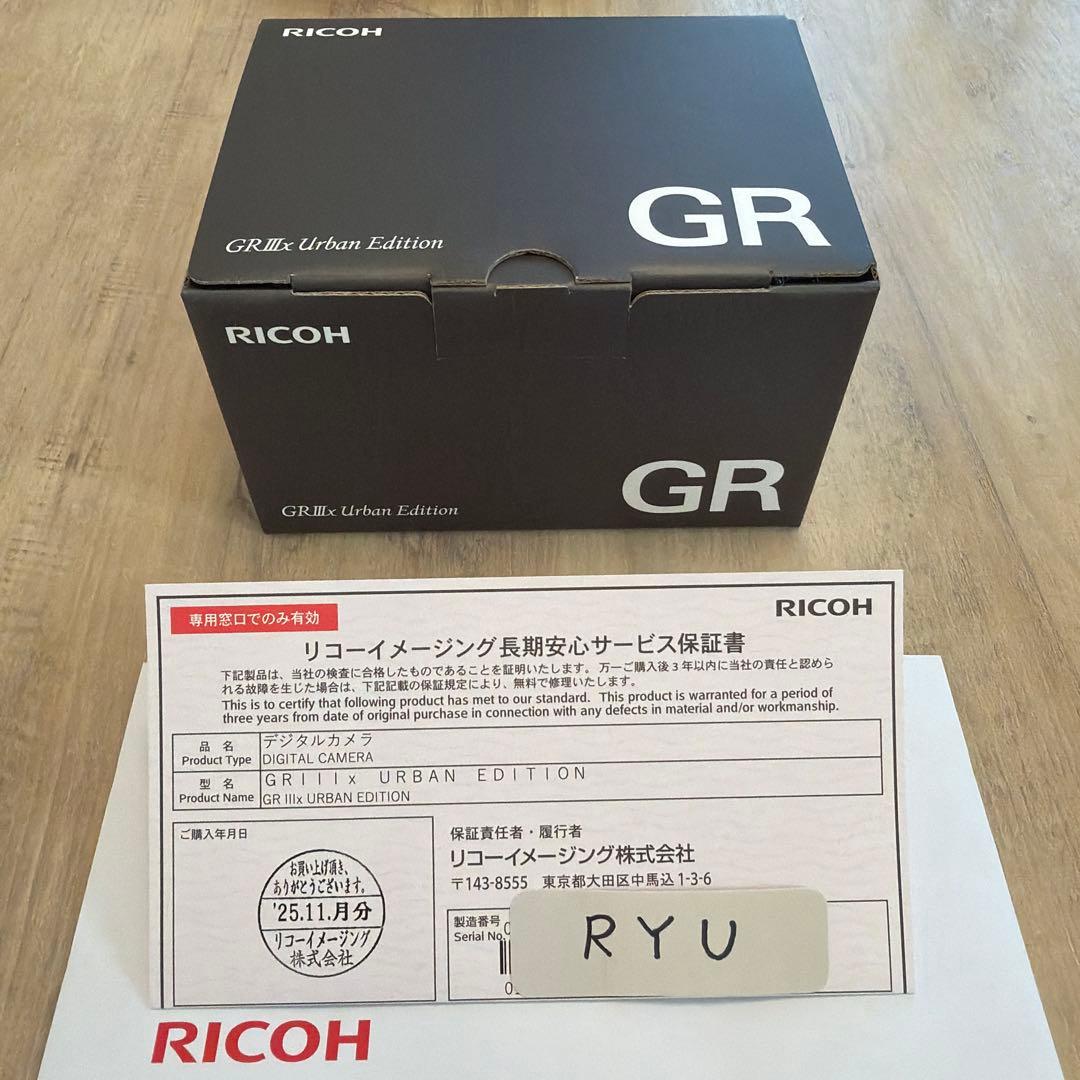 RICOH
GR
GR IIIx Urban Edition
RICOH
GR
GR IIIx Urban Edition
専用窓口でのみ有効
RICOH
リコーイメージング長期安心サービス保証書
下記製品は、当社の検査に合格したものであることを証明いたします。万一ご購入後3年以内に当社の責任と認めら
れる故障を生じた場合は、下記記載の保証規定により、無料で修理いたします。
This is to certify that following product has met to our standard. This product is warranted for a period of
three years from date of original purchase in connection with any defects in material and/or workmanship.
品 名 デジタルカメラ
Product Type DIGITAL CAMERA
型 名 GRIIIx URBAN EDITION
Product Name GR IIIx URBAN EDITION
ご購入年月日
お買い上げ頂き、
ありがとうございます。
'25.11.月分
リコーイメージング
株式会社
保証責任者・履行者
リコーイメージング株式会社
〒143-8555 東京都大田区中馬込1-3-6
製造番号
Serial No.
RYU
RICOH